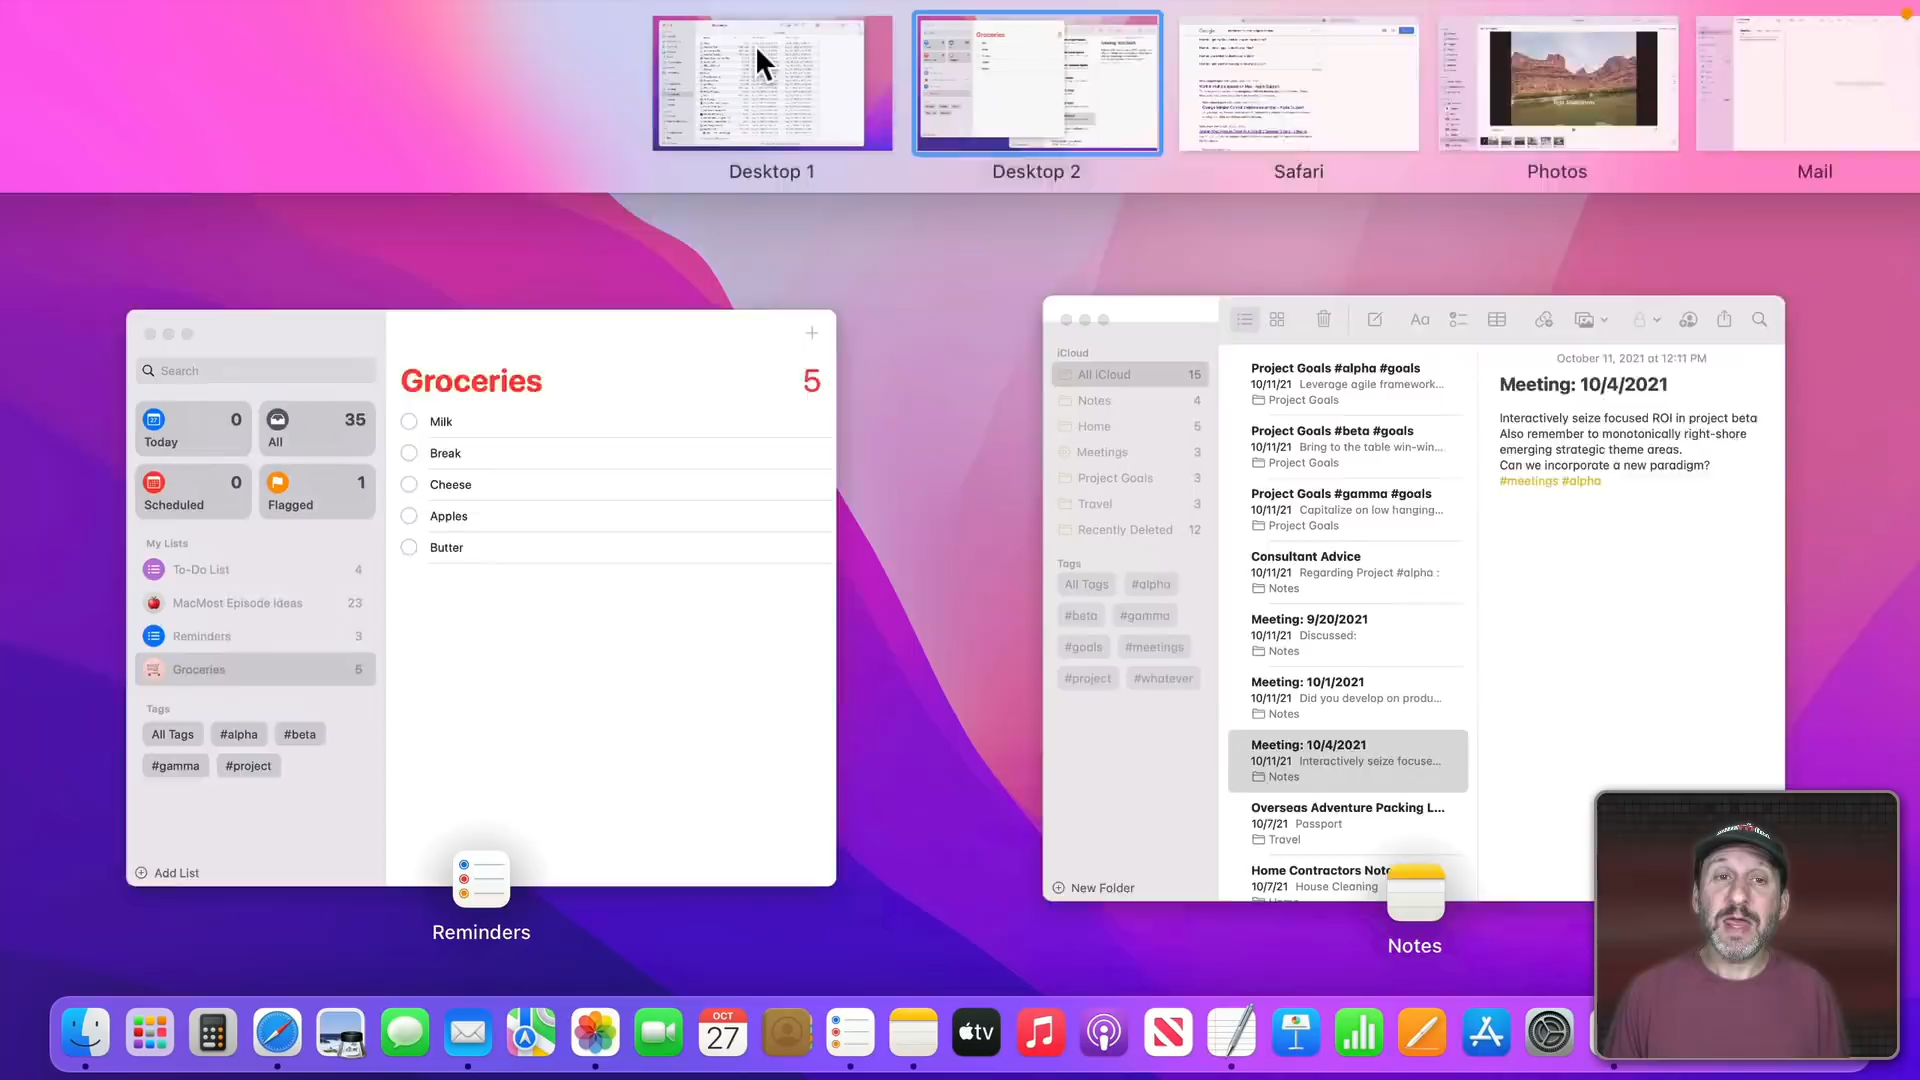 Desktop 1
Desktop 2
Safari
Photos
Mail
Groceries
Search
0
Today
35
All
0
Scheduled
1
Flagged
My Lists
To-Do List 4
MacMost Episode Ideas 23
Reminders 3
Groceries 5
Tags
All Tags #alpha #beta
#gamma #project
Add List
Groceries 5
Milk
Break
Cheese
Apples
Butter
Reminders
iCloud
All iCloud 15
Notes 4
Home 5
Meetings 3
Project Goals 3
Travel 3
Recently Deleted 12
Tags
All Tags #alpha
#beta #gamma
#goals #meetings
#project #whatever
New Folder
Aa
Project Goals #alpha #goals
10/11/21 Leverage agile framework...
Project Goals
Project Goals #beta #goals
10/11/21 Bring to the table win-win...
Project Goals
Project Goals #gamma #goals
10/11/21 Capitalize on low hanging...
Project Goals
Consultant Advice
10/11/21 Regarding Project #alpha :
Notes
Meeting: 9/20/2021
10/11/21 Discussed:
Notes
Meeting: 10/1/2021
10/11/21 Did you develop on produ...
Notes
Meeting: 10/4/2021
10/11/21 Interactively seize focuse...
Notes
Overseas Adventure Packing L...
10/7/21 Passport
Travel
Home Contractors Note
10/7/21 House Cleaning
October 11, 2021 at 12:11 PM
Meeting: 10/4/2021
Interactively seize focused ROI in project beta
Also remember to monotonically right-shore
emerging strategic theme areas.
Can we incorporate a new paradigm?
#meetings #alpha
Notes
OCT
27
tv